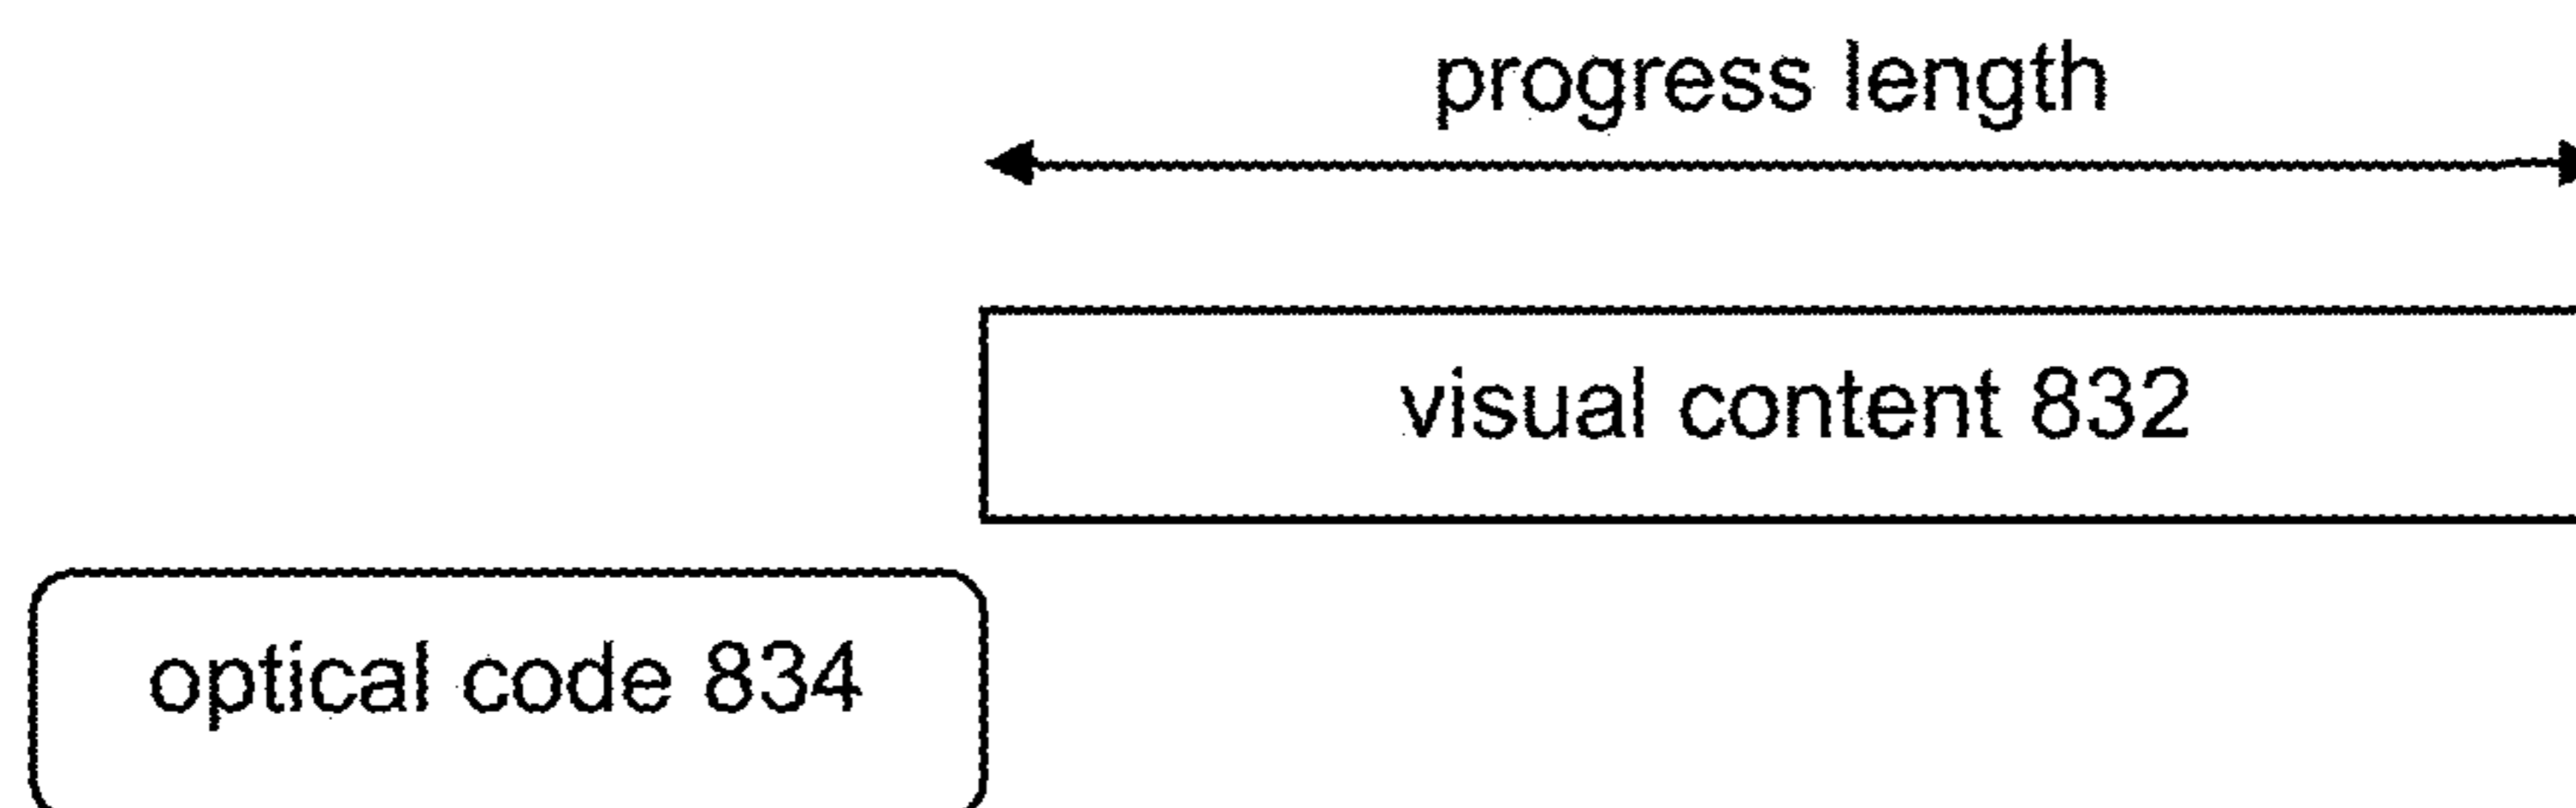 progress length
visual content 832
optical code 834